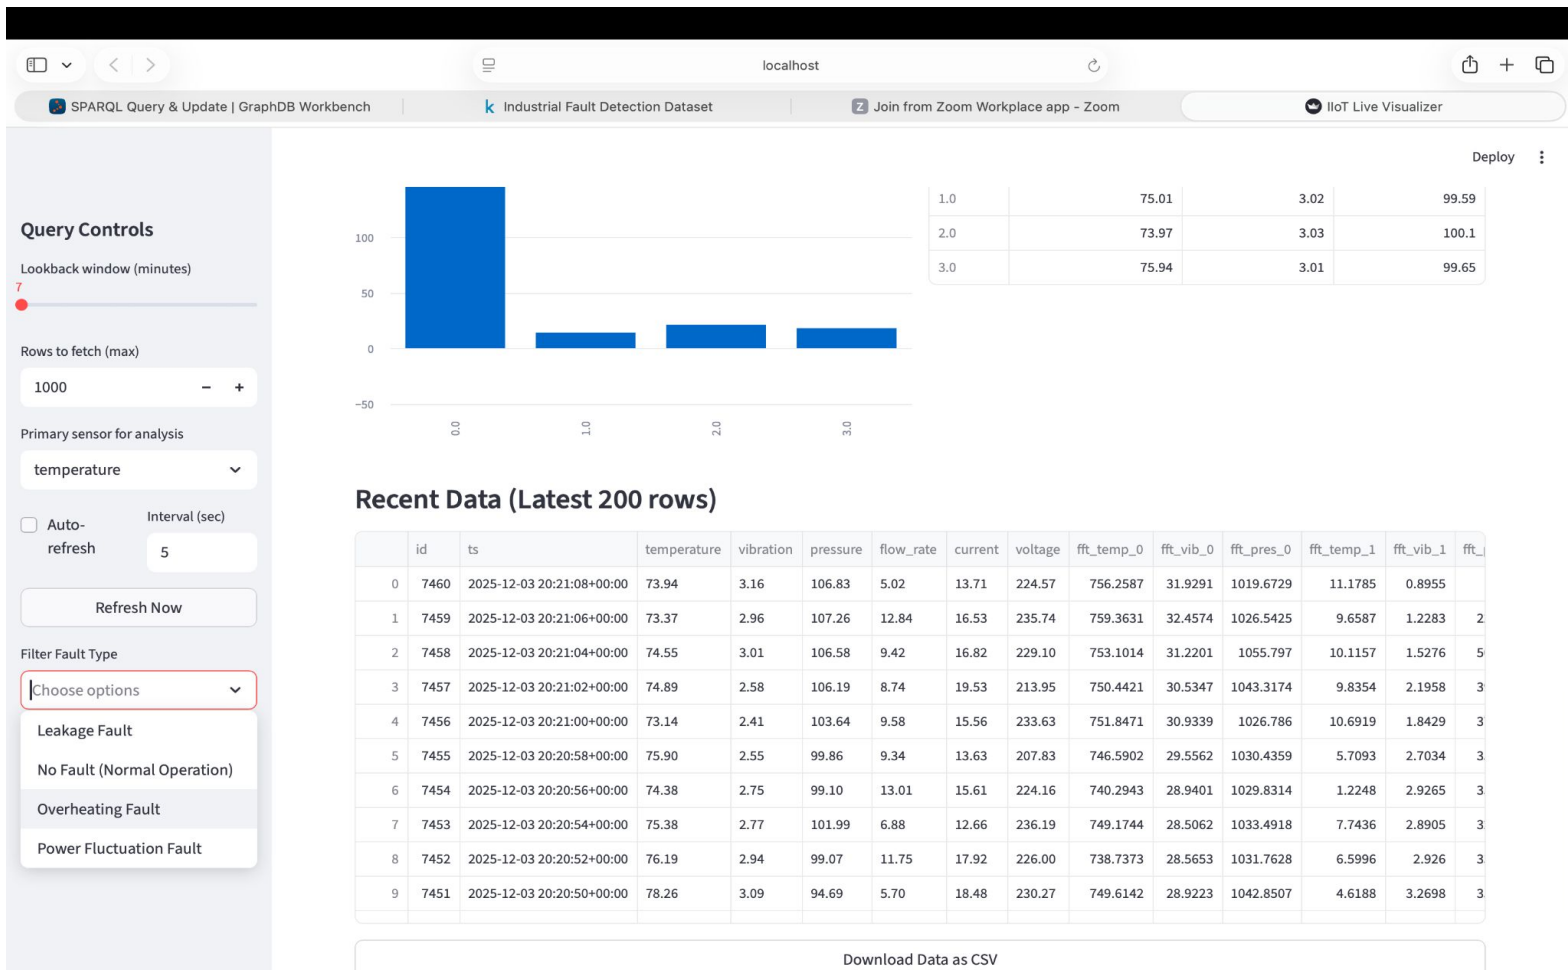 localhost
SPARQL Query & Update | GraphDB Workbench
Industrial Fault Detection Dataset
Z Join from Zoom Workplace app - Zoom
IIoT Live Visualizer
Deploy
Query Controls
Lookback window (minutes)
7
Rows to fetch (max)
1000 − +
Primary sensor for analysis
temperature
Auto-refresh
Interval (sec)
5
Refresh Now
Filter Fault Type
Choose options
Leakage Fault
No Fault (Normal Operation)
Overheating Fault
Power Fluctuation Fault
100
50
0
−50
0.0 1.0 2.0 3.0
1.0 75.01 3.02 99.59
2.0 73.97 3.03 100.1
3.0 75.94 3.01 99.65
Recent Data (Latest 200 rows)
id ts temperature vibration pressure flow_rate current voltage fft_temp_0 fft_vib_0 fft_pres_0 fft_temp_1 fft_vib_1
0 7460 2025-12-03 20:21:08+00:00 73.94 3.16 106.83 5.02 13.71 224.57 756.2587 31.9291 1019.6729 11.1785 0.8955
1 7459 2025-12-03 20:21:06+00:00 73.37 2.96 107.26 12.84 16.53 235.74 759.3631 32.4574 1026.5425 9.6587 1.2283
2 7458 2025-12-03 20:21:04+00:00 74.55 3.01 106.58 9.42 16.82 229.10 753.1014 31.2201 1055.797 10.1157 1.5276
3 7457 2025-12-03 20:21:02+00:00 74.89 2.58 106.19 8.74 19.53 213.95 750.4421 30.5347 1043.3174 9.8354 2.1958
4 7456 2025-12-03 20:21:00+00:00 73.14 2.41 103.64 9.58 15.56 233.63 751.8471 30.9339 1026.786 10.6919 1.8429
5 7455 2025-12-03 20:20:58+00:00 75.90 2.55 99.86 9.34 13.63 207.83 746.5902 29.5562 1030.4359 5.7093 2.7034
6 7454 2025-12-03 20:20:56+00:00 74.38 2.75 99.10 13.01 15.61 224.16 740.2943 28.9401 1029.8314 1.2248 2.9265
7 7453 2025-12-03 20:20:54+00:00 75.38 2.77 101.99 6.88 12.66 236.19 749.1744 28.5062 1033.4918 7.7436 2.8905
8 7452 2025-12-03 20:20:52+00:00 76.19 2.94 99.07 11.75 17.92 226.00 738.7373 28.5653 1031.7628 6.5996 2.926
9 7451 2025-12-03 20:20:50+00:00 78.26 3.09 94.69 5.70 18.48 230.27 749.6142 28.9223 1042.8507 4.6188 3.2698
Download Data as CSV